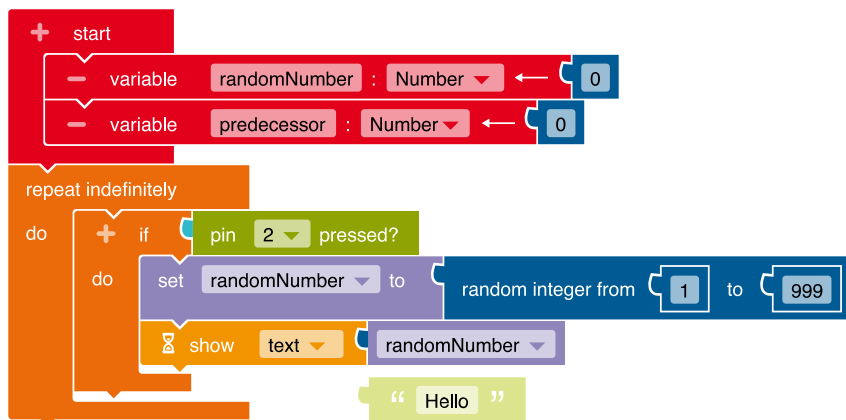 + start
− variable randomNumber : Number ← 0
− variable predecessor : Number ← 0
repeat indefinitely
do + if pin 2 pressed?
do set randomNumber to random integer from 1 to 999
show text randomNumber
“ Hello ”